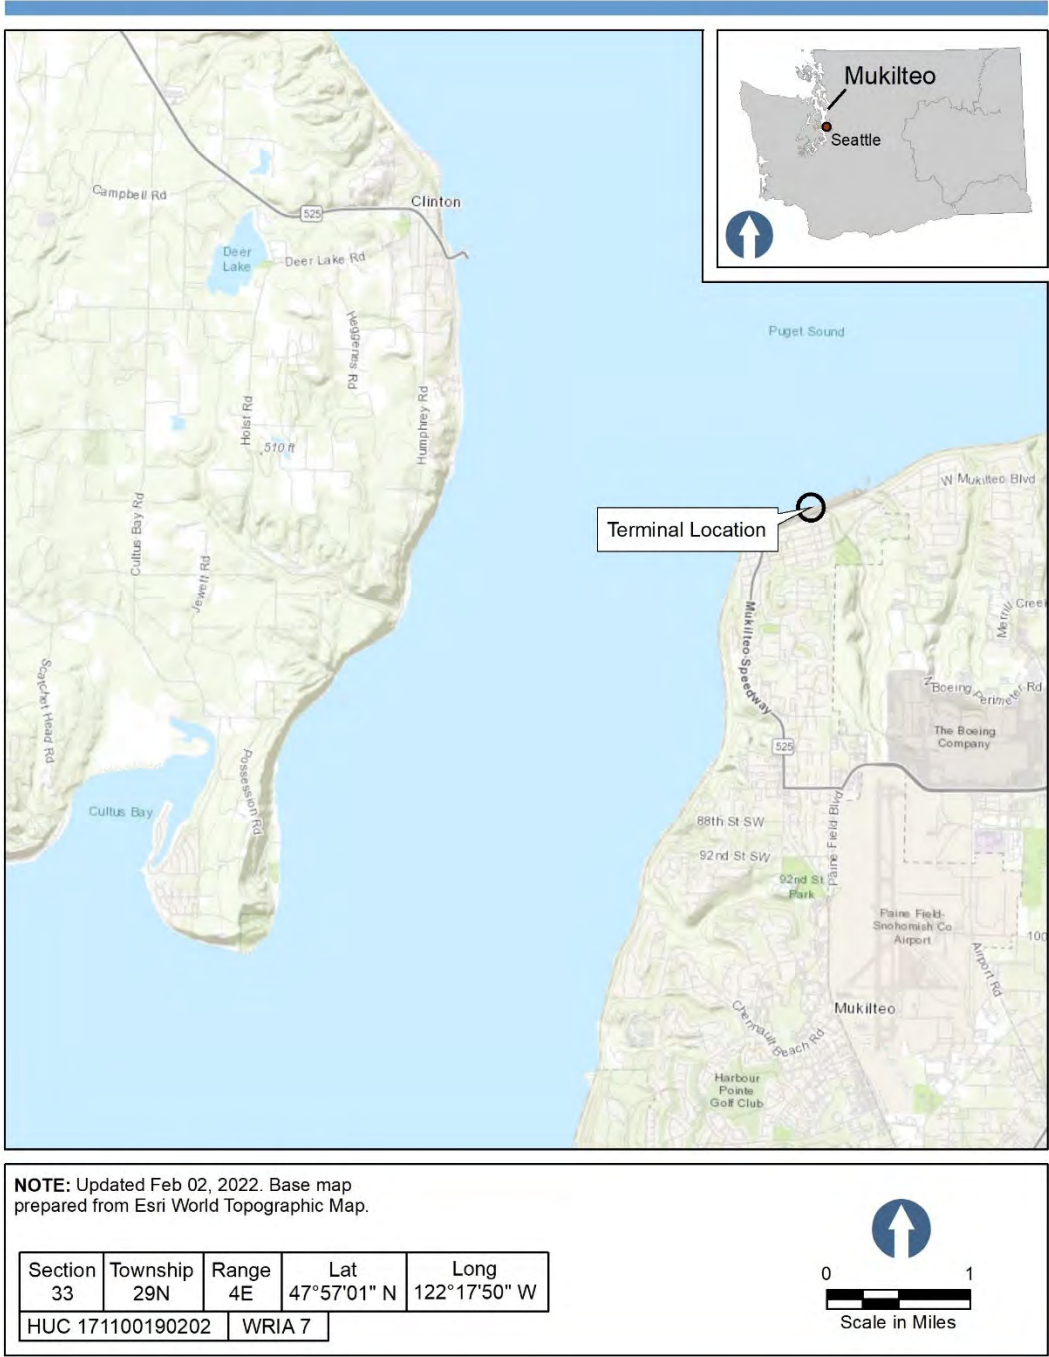 Mukilteo
Seattle
Campbell Rd
525
Clinton
Deer
Lake
Deer Lake Rd
Heggenes Rd
Holst Rd
510 ft
Humphrey Rd
Puget Sound
W Mukilteo Blvd
Terminal Location
Cultus Bay Rd
Jewett Rd
Merrill
Creek
Mukilteo Speedway
Scatchet Head Rd
N Boeing Perimeter Rd
The Boeing
Company
525
Possession Rd
Cultus Bay
88th St SW
Paine Field Blvd
92nd St SW
92nd St
Park
Paine Field-
Snohomish Co
Airport
100
Airport Rd
Mukilteo
Chennault Beach Rd
Harbour
Pointe
Golf Club
NOTE: Updated Feb 02, 2022. Base map
prepared from Esri World Topographic Map.
Section Township Range Lat Long
33 29N 4E 47°57'01" N 122°17'50" W
HUC 171100190202 WRIA 7
0 1
Scale in Miles